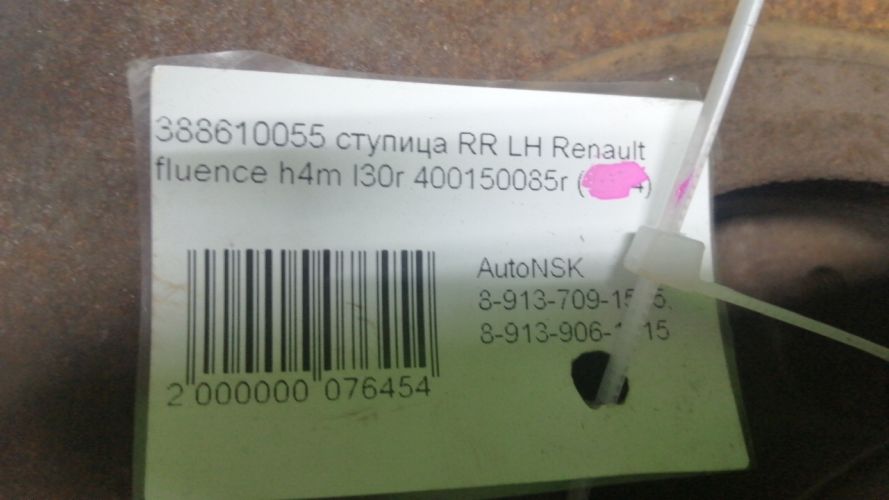 388610055 ступица RR LH Renault
fluence h4m l30r 400150085r
AutoNSK
2 000000 076454